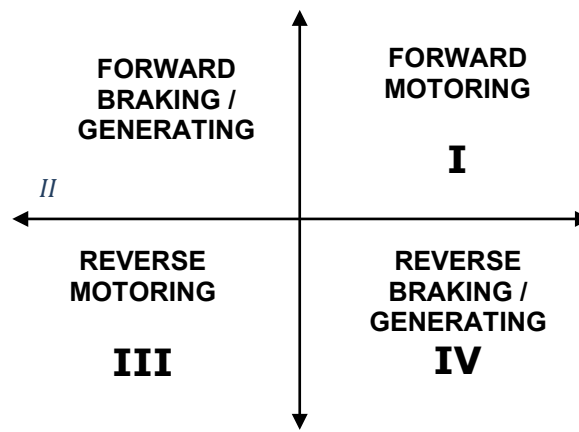 FORWARD
BRAKING /
GENERATING
II
FORWARD
MOTORING
I
REVERSE
MOTORING
III
REVERSE
BRAKING /
GENERATING
IV